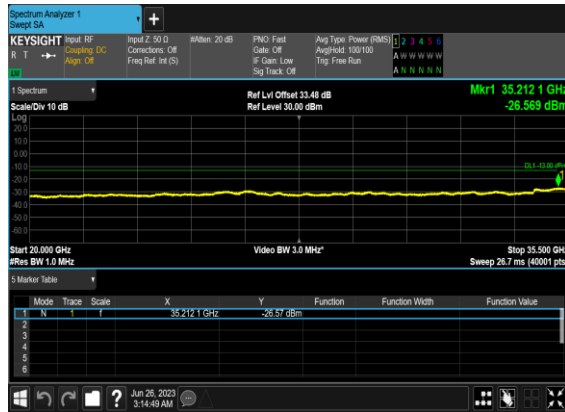 Spectrum Analyzer 1
Swept SA
+
KEYSIGHT Input: RF Input Z: 50 Ω #Atten: 20 dB PNO: Fast Avg Type: Power (RMS) 1 2 3 4 5 6
R T Coupling: DC Corrections: Off Gate: Off Avg|Hold: 100/100 A W W W W W
Align: Off Freq Ref: Int (S) IF Gain: Low Trig: Free Run
Sig Track: Off A N N N N N
1 Spectrum Ref Lvl Offset 33.48 dB Mkr1 35.212 1 GHz
Scale/Div 10 dB Ref Level 30.00 dBm -26.569 dBm
Log
20.0
10.0
0.00
-10.0
DL1 -13.00 dBm
1
-20.0
-30.0
-40.0
-50.0
-60.0
Start 20.000 GHz Video BW 3.0 MHz* Stop 35.500 GHz
#Res BW 1.0 MHz Sweep 26.7 ms (40001 pts)
5 Marker Table
Mode Trace Scale X Y Function Function Width Function Value
1 N 1 f 35.212 1 GHz -26.57 dBm
2
3
4
5
6
? Jun 26, 2023
3:14:49 AM